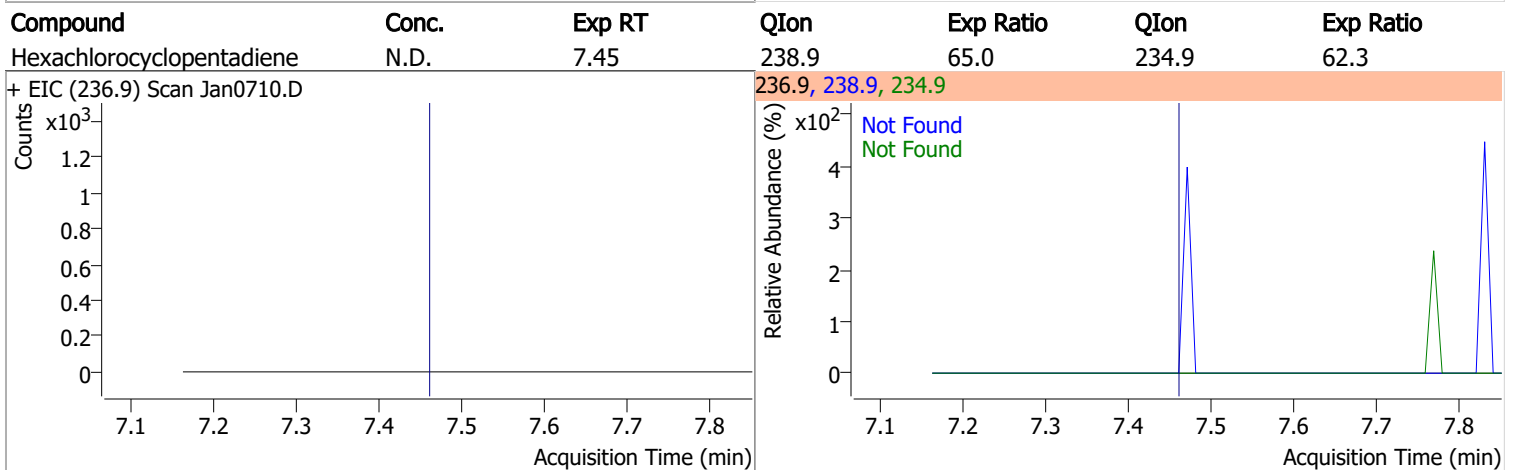 Compound Conc. Exp RT QIon Exp Ratio QIon Exp Ratio
Hexachlorocyclopentadiene N.D. 7.45 238.9 65.0 234.9 62.3
+ EIC (236.9) Scan Jan0710.D
Counts
x10³
1.2
1
0.8
0.6
0.4
0.2
0
7.1 7.2 7.3 7.4 7.5 7.6 7.7 7.8
Acquisition Time (min)
236.9, 238.9, 234.9
Relative Abundance (%)
x10²
Not Found
Not Found
4
3
2
1
0
7.1 7.2 7.3 7.4 7.5 7.6 7.7 7.8
Acquisition Time (min)